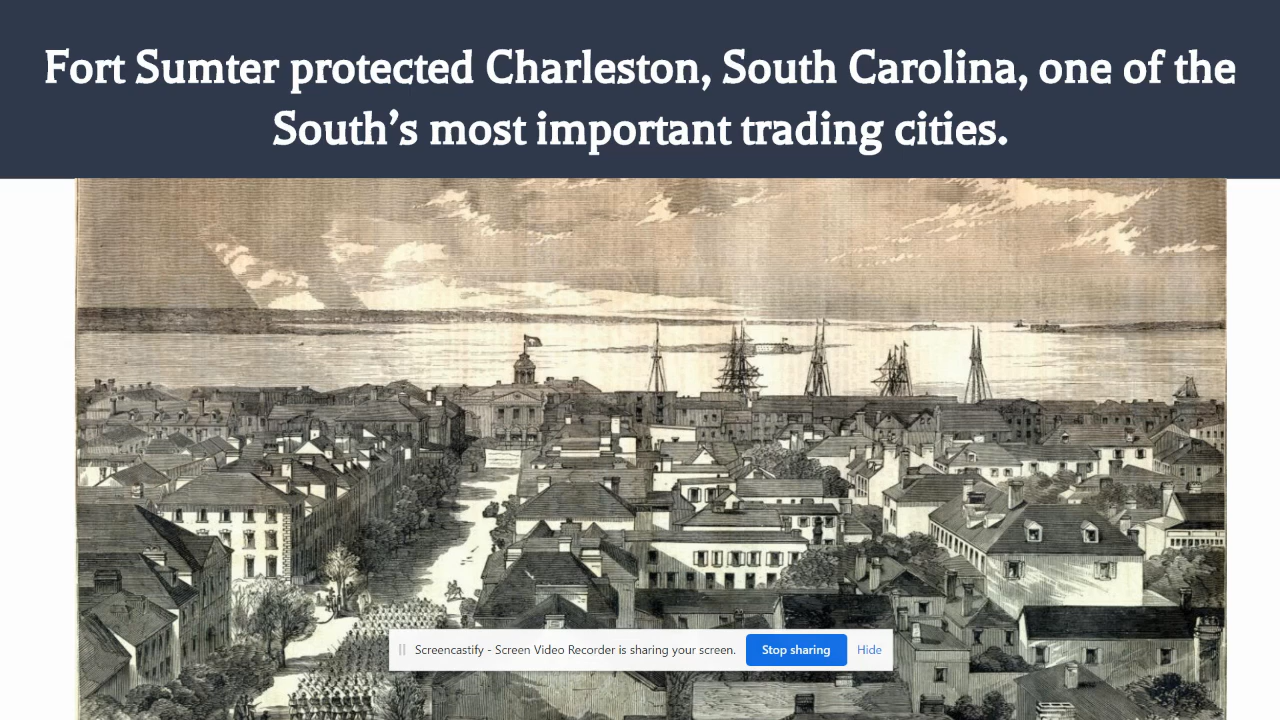 Fort Sumter protected Charleston, South Carolina, one of the
South’s most important trading cities.
Screencastify - Screen Video Recorder is sharing your screen. Stop sharing Hide